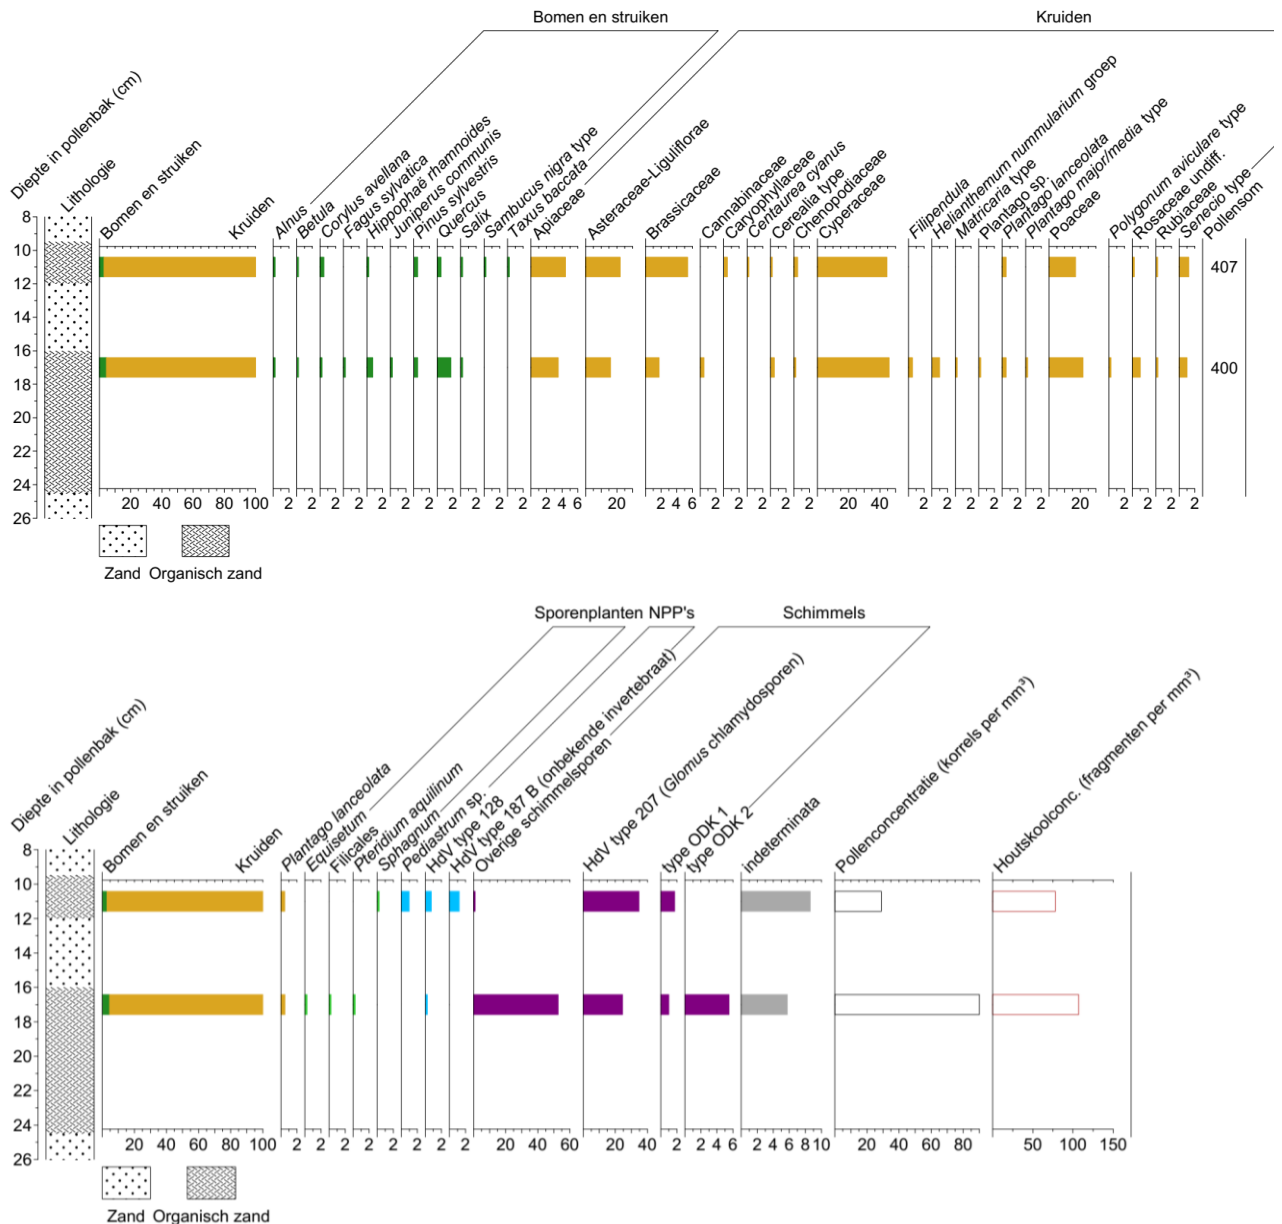 Bomen en struiken
Kruiden
Diepte in pollenbak (cm)
Lithologie
Bomen en struiken
Kruiden
Alnus
Betula
Corylus avellana
Fagus sylvatica
Hippophaë rhamnoides
Juniperus communis
Pinus sylvestris
Quercus
Salix
Sambucus nigra type
Taxus baccata
Apiaceae
Asteraceae-Liguliflorae
Brassicaceae
Cannabinaceae
Caryophyllaceae
Centaurea cyanus
Cerealia type
Chenopodiaceae
Cyperaceae
Filipendula
Helianthemum nummularium groep
Matricaria type
Plantago sp.
Plantago lanceolata
Plantago major/media type
Poaceae
Polygonum aviculare type
Rosaceae undiff.
Rubiaceae
Senecio type
Pollensom
8
10
12
14
16
18
20
22
24
26
407
400
20 40 60 80 100 2 2 2 2 2 2 2 2 2 2 2 2 4 6 20 2 4 6 2 2 2 2 2 20 40 2 2 2 2 2 2 20 2 2 2 2
Zand Organisch zand
Sporenplanten NPP's Schimmels
Diepte in pollenbak (cm)
Lithologie
Bomen en struiken
Kruiden
Plantago lanceolata
Equisetum
Filicales
Pteridium aquilinum
Sphagnum
Pediastrum sp.
HdV type 128
HdV type 187 B (onbekende invertebraat)
Overige schimmelsporen
HdV type 207 (Glomus chlamydosporen)
type ODK 1
type ODK 2
indeterminata
Pollenconcentratie (korrels per mm³)
Houtskoolconc. (fragmenten per mm³)
8
10
12
14
16
18
20
22
24
26
20 40 60 80 100 2 2 2 2 2 2 2 2 20 40 60 20 40 2 2 4 6 2 4 6 8 10 20 40 60 80 50 100 150
Zand Organisch zand